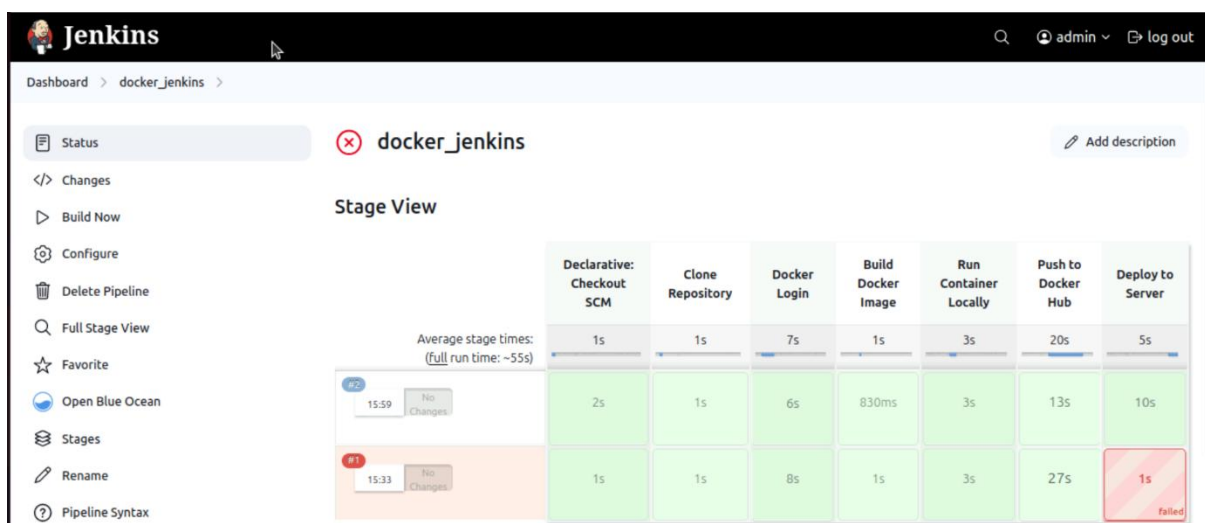 Jenkins
admin
log out
Dashboard
docker_jenkins
Status
Changes
Build Now
Configure
Delete Pipeline
Full Stage View
Favorite
Open Blue Ocean
Stages
Rename
Pipeline Syntax
docker_jenkins
Add description
Stage View
Declarative:
Checkout
SCM
Clone
Repository
Docker
Login
Build
Docker
Image
Run
Container
Locally
Push to
Docker
Hub
Deploy to
Server
Average stage times:
(full run time: ~55s)
1s
1s
7s
1s
3s
20s
5s
#2
15:59
No
Changes
2s
1s
6s
830ms
3s
13s
10s
#1
15:33
No
Changes
1s
1s
8s
1s
3s
27s
1s
failed